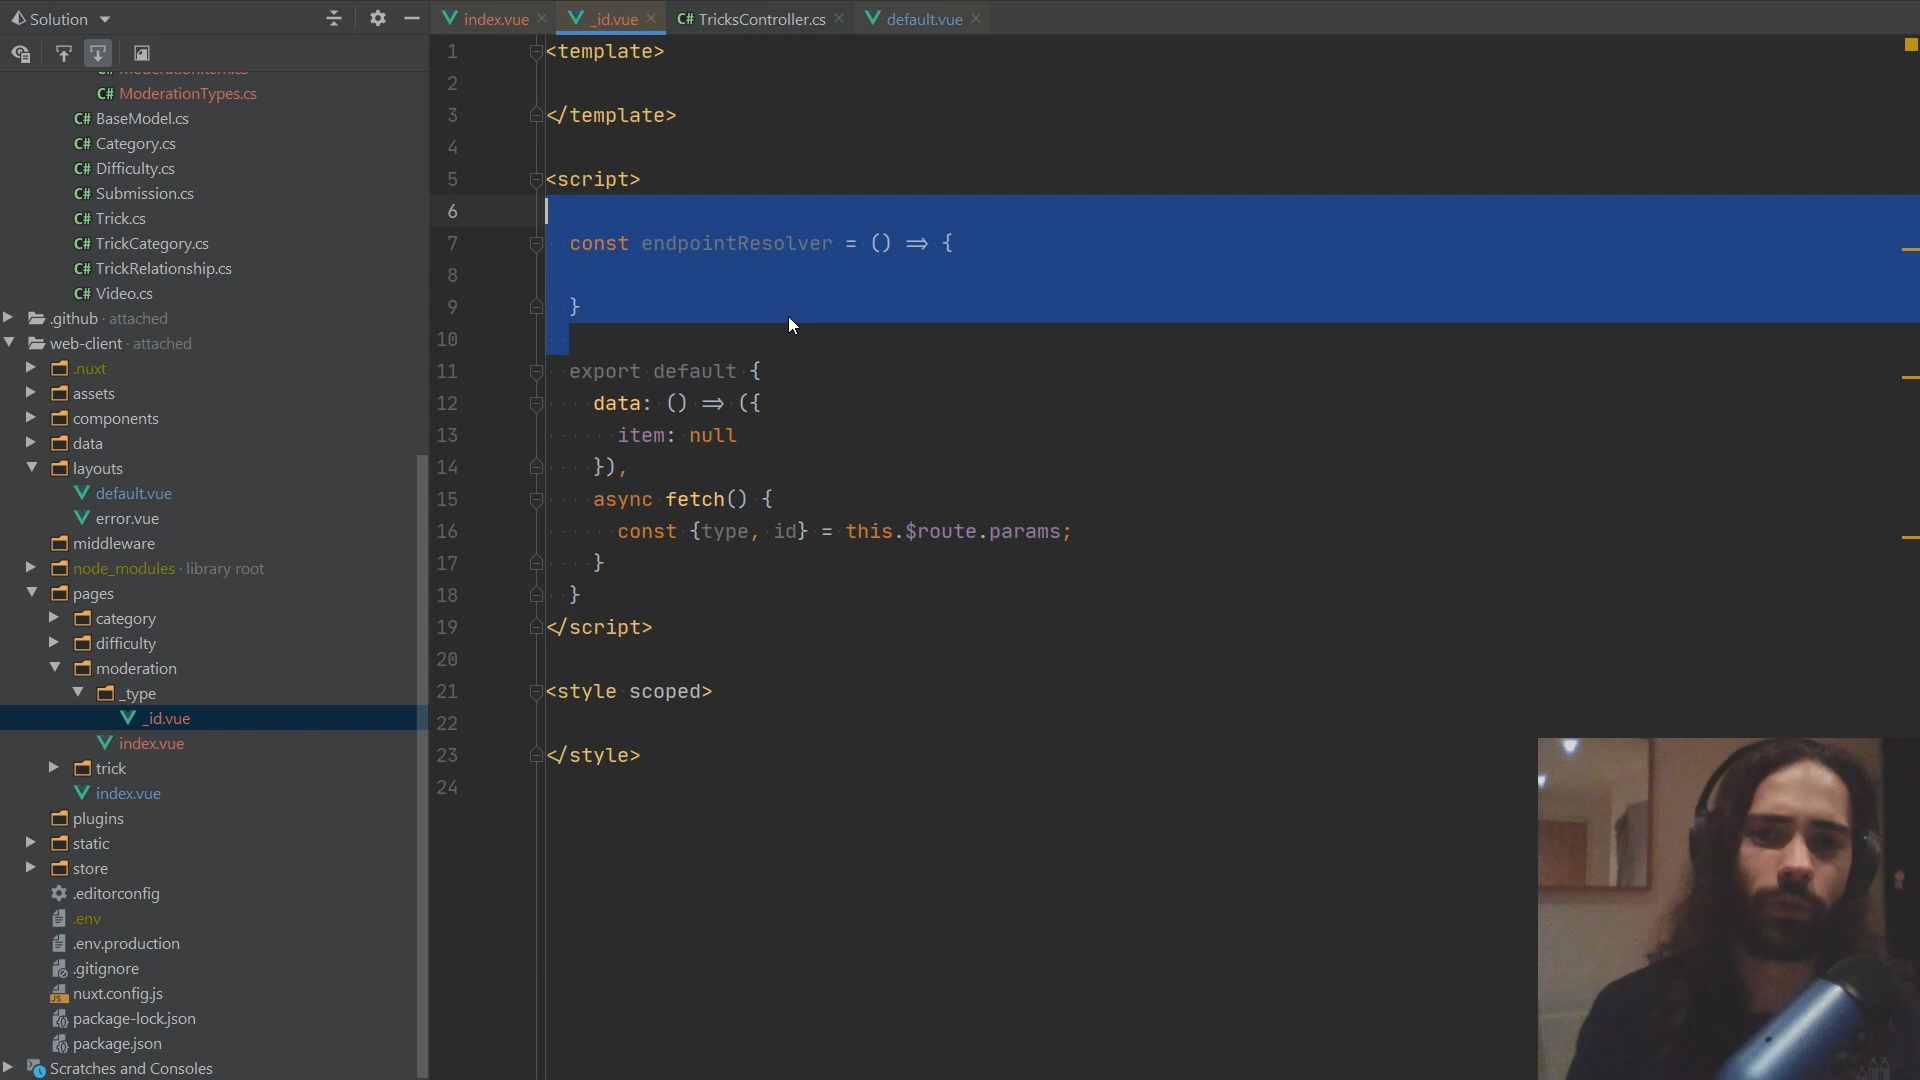 Solution
index.vue
_id.vue
C# TricksController.cs
default.vue
C# ModerationItem.cs
C# ModerationTypes.cs
C# BaseModel.cs
C# Category.cs
C# Difficulty.cs
C# Submission.cs
C# Trick.cs
C# TrickCategory.cs
C# TrickRelationship.cs
C# Video.cs
.github · attached
web-client · attached
.nuxt
assets
components
data
layouts
default.vue
error.vue
middleware
node_modules · library root
pages
category
difficulty
moderation
_type
_id.vue
index.vue
trick
index.vue
plugins
static
store
.editorconfig
.env
.env.production
.gitignore
nuxt.config.js
package-lock.json
package.json
Scratches and Consoles
1 <template>
2
3 </template>
4
5 <script>
6
7 const endpointResolver = () => {
8
9 }
10
11 export default {
12 data: () => ({
13 item: null
14 }),
15 async fetch() {
16 const {type, id} = this.$route.params;
17 }
18 }
19 </script>
20
21 <style scoped>
22
23 </style>
24